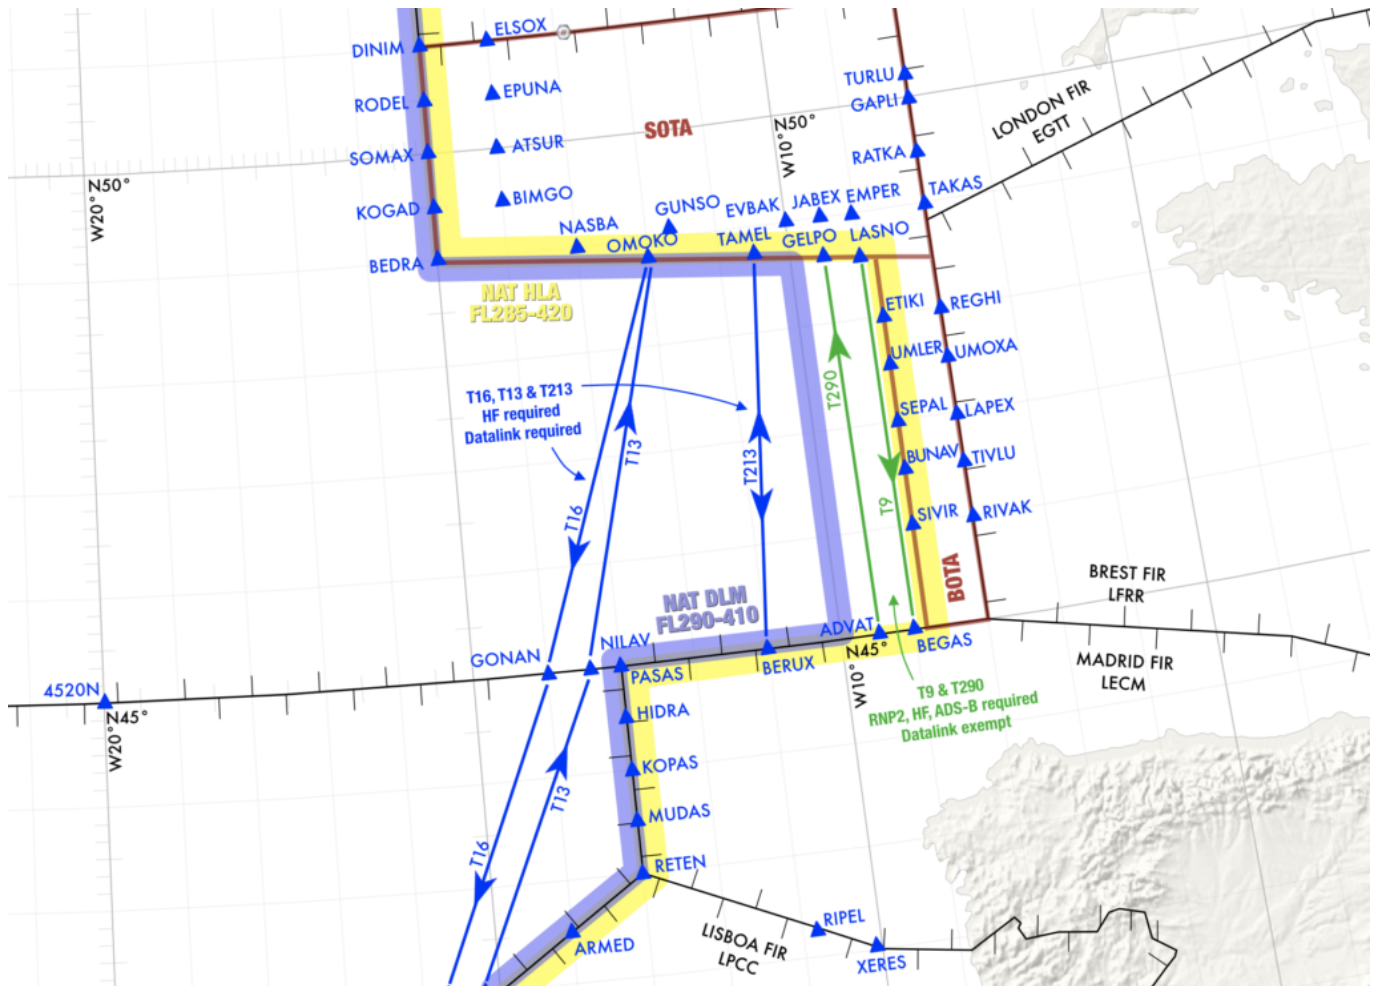 ELSOX
DINIM
EPUNA
RODEL
SOTA
ATSUR
SOMAX
N50°
W20°
BIMGO
KOGAD
NASBA
GUNSO
OMOKO
BEDRA
N50°
W10°
TURLU
GAPLI
RATKA
TAKAS
LONDON FIR
EGTT
EVBAK
JABEX
EMPER
TAMEL
GELPO
LASNO
NAT HLA
FL285-420
ETIKI
REGHI
UMLER
UMOXA
SEPAL
LAPEX
BUNAV
TIVLU
SIVIR
RIVAK
T16, T13 & T213
HF required
Datalink required
T13
T16
T213
T290
T9
BOTA
BREST FIR
LFRR
MADRID FIR
LECM
NAT DLM
FL290-410
ADVAT
BEGAS
N45°
W10°
BERUX
NILAV
PASAS
GONAN
4520N
N45°
W20°
HIDRA
KOPAS
MUDAS
RETEN
T13
T16
T9 & T290
RNP2, HF, ADS-B required
Datalink exempt
ARMED
LISBOA FIR
LPCC
RIPEL
XERES